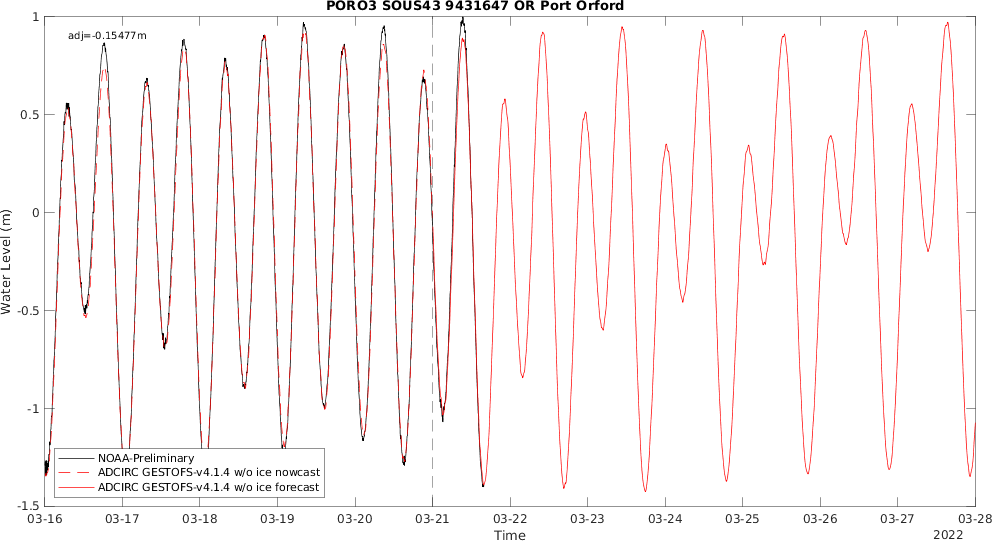 PORO3 SOUS43 9431647 OR Port Orford
adj=-0.15477m
1
0.5
0
-0.5
-1
-1.5
Water Level (m)
NOAA-Preliminary
ADCIRC GESTOFS-v4.1.4 w/o ice nowcast
ADCIRC GESTOFS-v4.1.4 w/o ice forecast
03-16 03-17 03-18 03-19 03-20 03-21 03-22 03-23 03-24 03-25 03-26 03-27 03-28
Time
2022